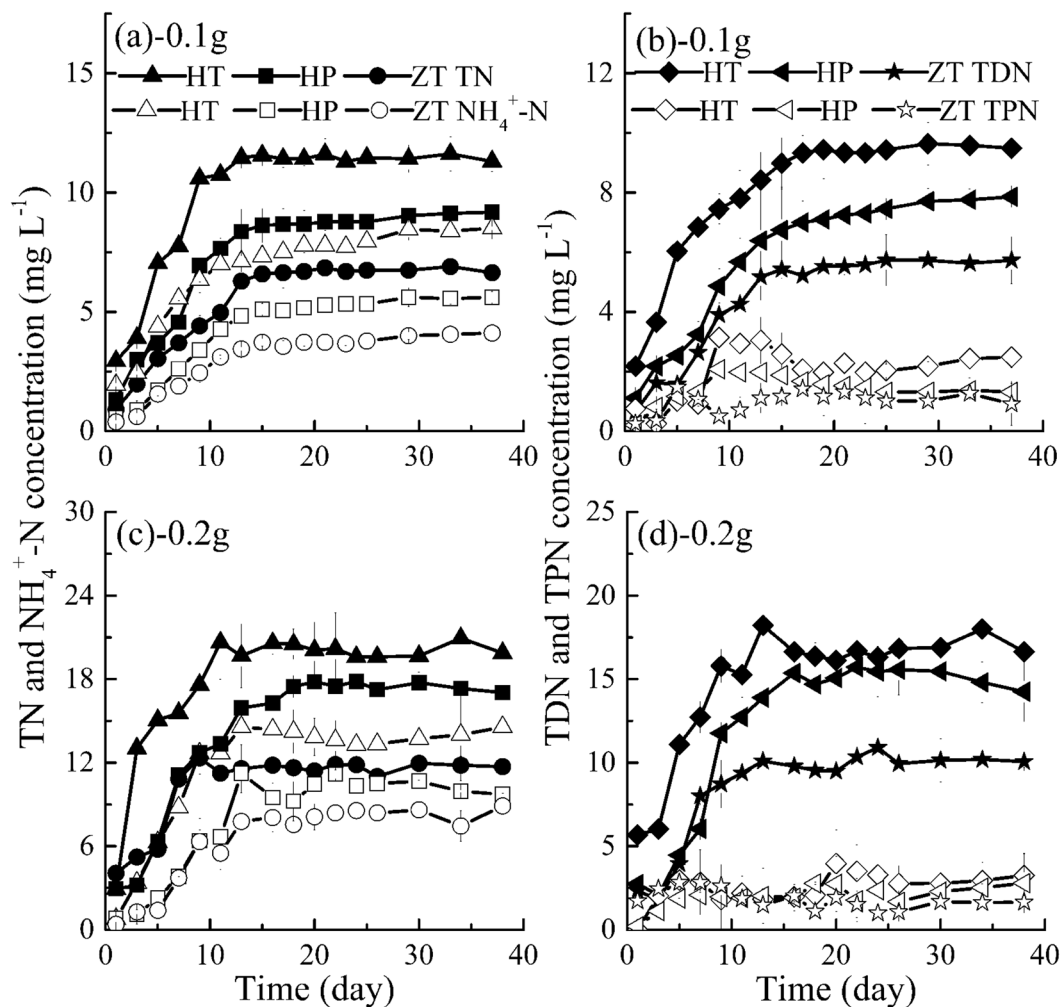 (a)-0.1g
HT HP ZT TN
HT HP ZT NH₄⁺-N
15
10
5
0
0 10 20 30 40
(b)-0.1g
HT HP ZT TDN
HT HP ZT TPN
12
8
4
0
0 10 20 30 40
(c)-0.2g
30
24
18
12
6
0
0 10 20 30 40
Time (day)
(d)-0.2g
25
20
15
10
5
0
0 10 20 30 40
Time (day)
TN and NH₄⁺-N concentration (mg L⁻¹)
TDN and TPN concentration (mg L⁻¹)